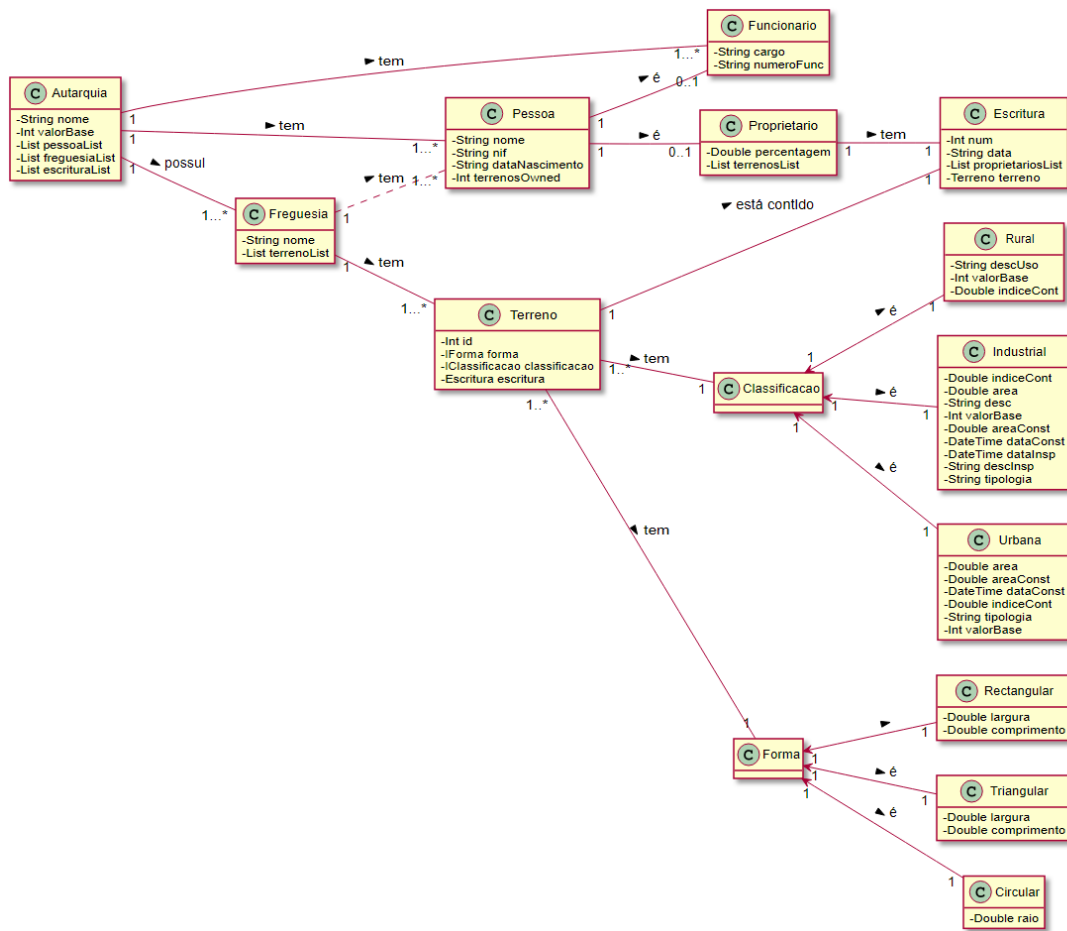 C Funcionario
-String cargo
-String numeroFunc
1...*
► tem
C Autarquia
-String nome
-Int valorBase
-List pessoaList
-List freguesiaList
-List escrituraList
1
1
1
► é
0..1
C Pessoa
-String nome
-String nif
-String dataNascimento
-Int terrenosOwned
► tem
1...*
1
1
► é
0..1
C Proprietario
-Double percentagem
-List terrenosList
► tem
1
1
C Escritura
-Int num
-String data
-List proprietariosList
-Terreno terreno
1
► possuI
1...*
► tem
1...*
1
C Freguesia
-String nome
-List terrenoList
1
► tem
1...*
► está contIdo
C Rural
-String descUso
-Int valorBase
-Double indiceCont
1
► é
1
C Terreno
-Int id
-IForma forma
-IClassificacao classificacao
-Escritura escritura
1
1..*
► tem
1
1..*
C Classificacao
C Industrial
-Double indiceCont
-Double area
-String desc
-Int valorBase
-Double areaConst
-DateTime dataConst
-DateTime dataInsp
-String descInsp
-String tipologia
► é
1
1
1
► é
1
C Urbana
-Double area
-Double areaConst
-DateTime dataConst
-Double indiceCont
-String tipologia
-Int valorBase
► tem
1
C Forma
C Rectangular
-Double largura
-Double comprimento
►
1
1
C Triangular
-Double largura
-Double comprimento
► é
1
1
► é
1
1
C Circular
-Double raio